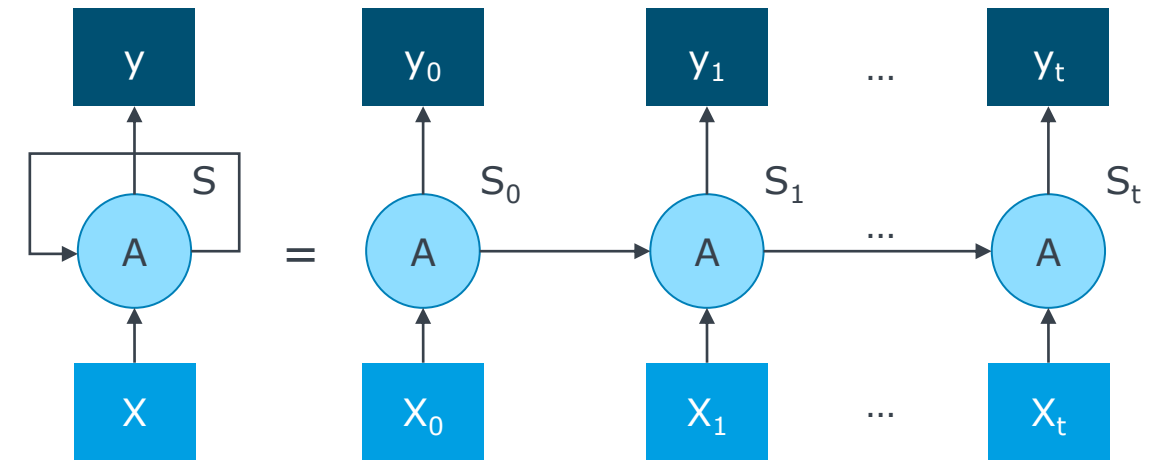 y y₀ y₁ ... yₜ
S S₀ S₁ Sₜ
A = A A ... A
X X₀ X₁ ... Xₜ